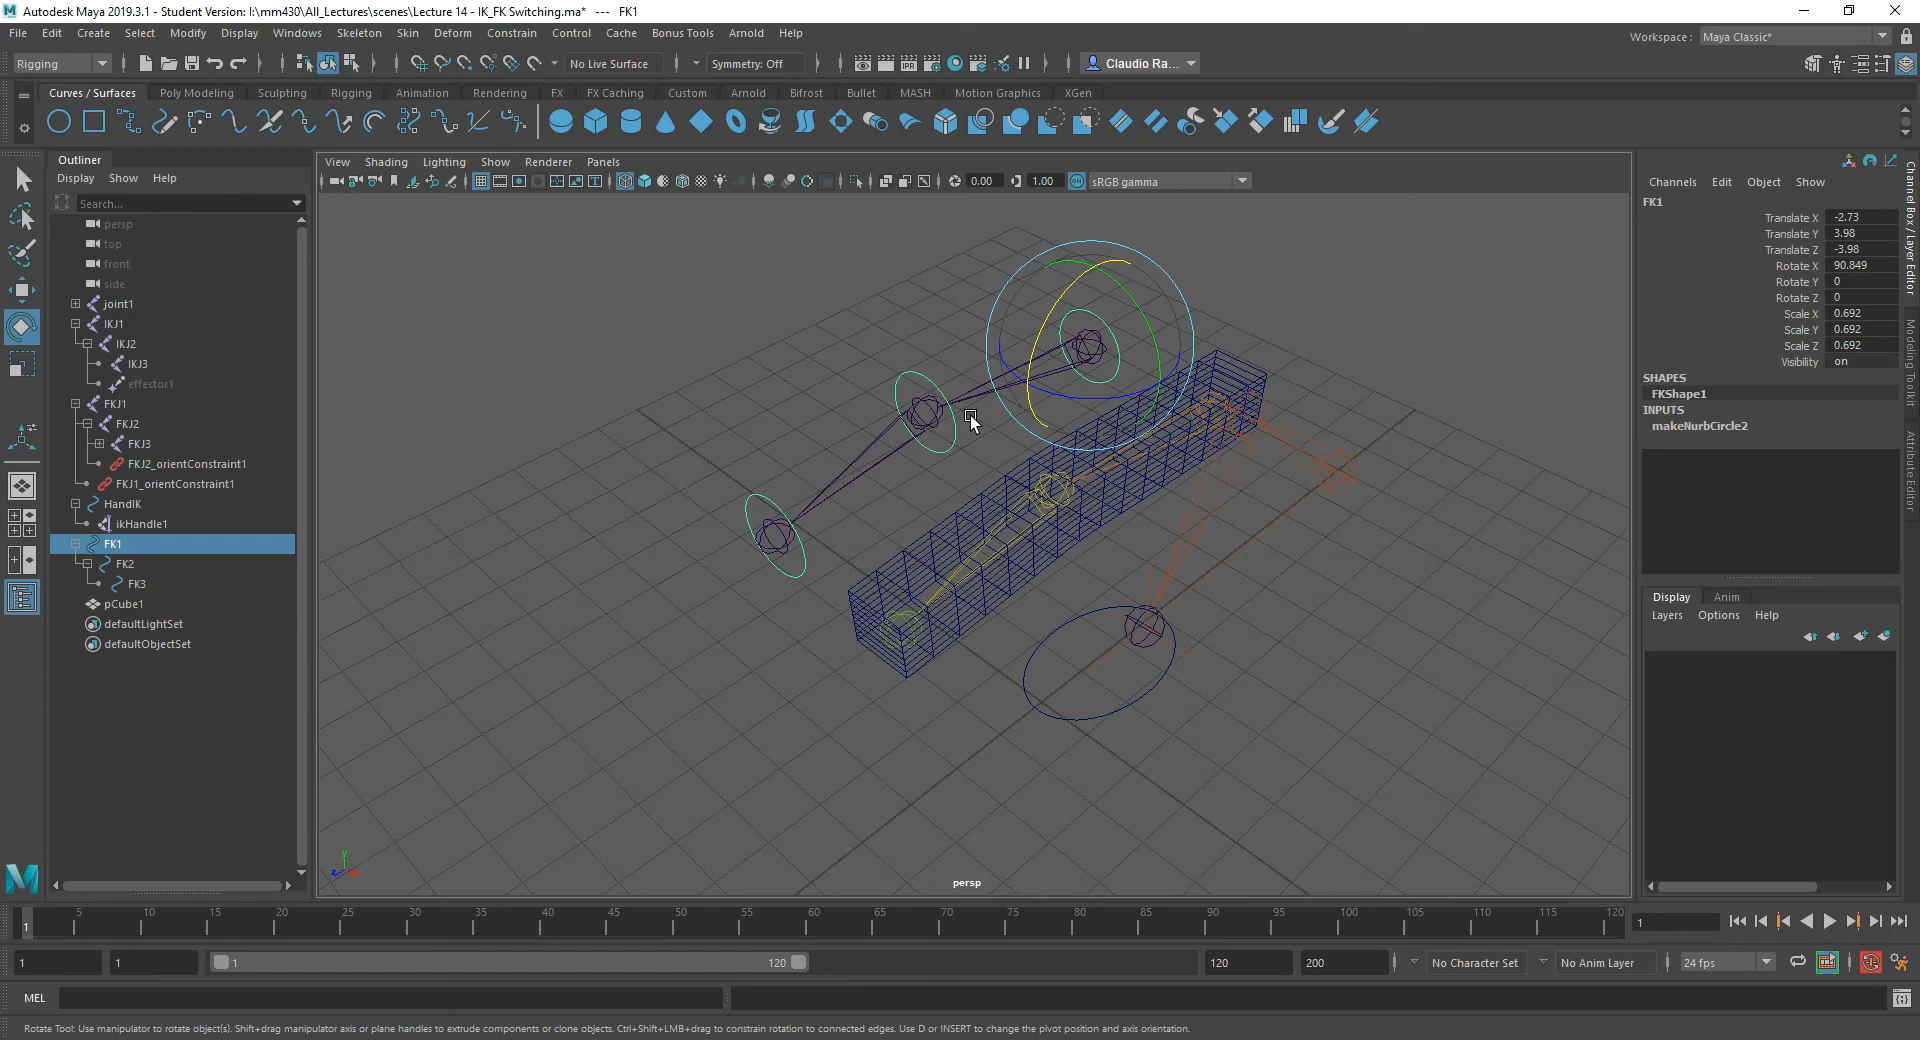 Autodesk Maya 2019.3.1 - Student Version: I:\mm430\All_Lectures\scenes\Lecture 14 - IK_FK Switching.ma*   ---   FK1
File Edit Create Select Modify Display Windows Skeleton Skin Deform Constrain Control Cache Bonus Tools Arnold Help
Workspace : Maya Classic*
Rigging No Live Surface Symmetry: Off Claudio Ra...
Curves / Surfaces Poly Modeling Sculpting Rigging Animation Rendering FX FX Caching Custom Arnold Bifrost Bullet MASH Motion Graphics XGen
Outliner
Display Show Help
Search...
persp
top
front
side
joint1
IKJ1
IKJ2
IKJ3
effector1
FKJ1
FKJ2
FKJ3
FKJ2_orientConstraint1
FKJ1_orientConstraint1
HandIK
ikHandle1
FK1
FK2
FK3
pCube1
defaultLightSet
defaultObjectSet
View Shading Lighting Show Renderer Panels
0.00 1.00 sRGB gamma
persp
Channels Edit Object Show
FK1
Translate X -2.73
Translate Y 3.98
Translate Z -3.98
Rotate X 90.849
Rotate Y 0
Rotate Z 0
Scale X 0.692
Scale Y 0.692
Scale Z 0.692
Visibility on
SHAPES
FKShape1
INPUTS
makeNurbCircle2
Display Anim
Layers Options Help
Channel Box / Layer Editor
Modeling Toolkit
Attribute Editor
1 5 10 15 20 25 30 35 40 45 50 55 60 65 70 75 80 85 90 95 100 105 110 115 120 1
1 1 1 120 120 200 No Character Set No Anim Layer 24 fps
MEL
Rotate Tool: Use manipulator to rotate object(s). Shift+drag manipulator axis or plane handles to extrude components or clone objects. Ctrl+Shift+LMB+drag to constrain rotation to connected edges. Use D or INSERT to change the pivot position and axis orientation.